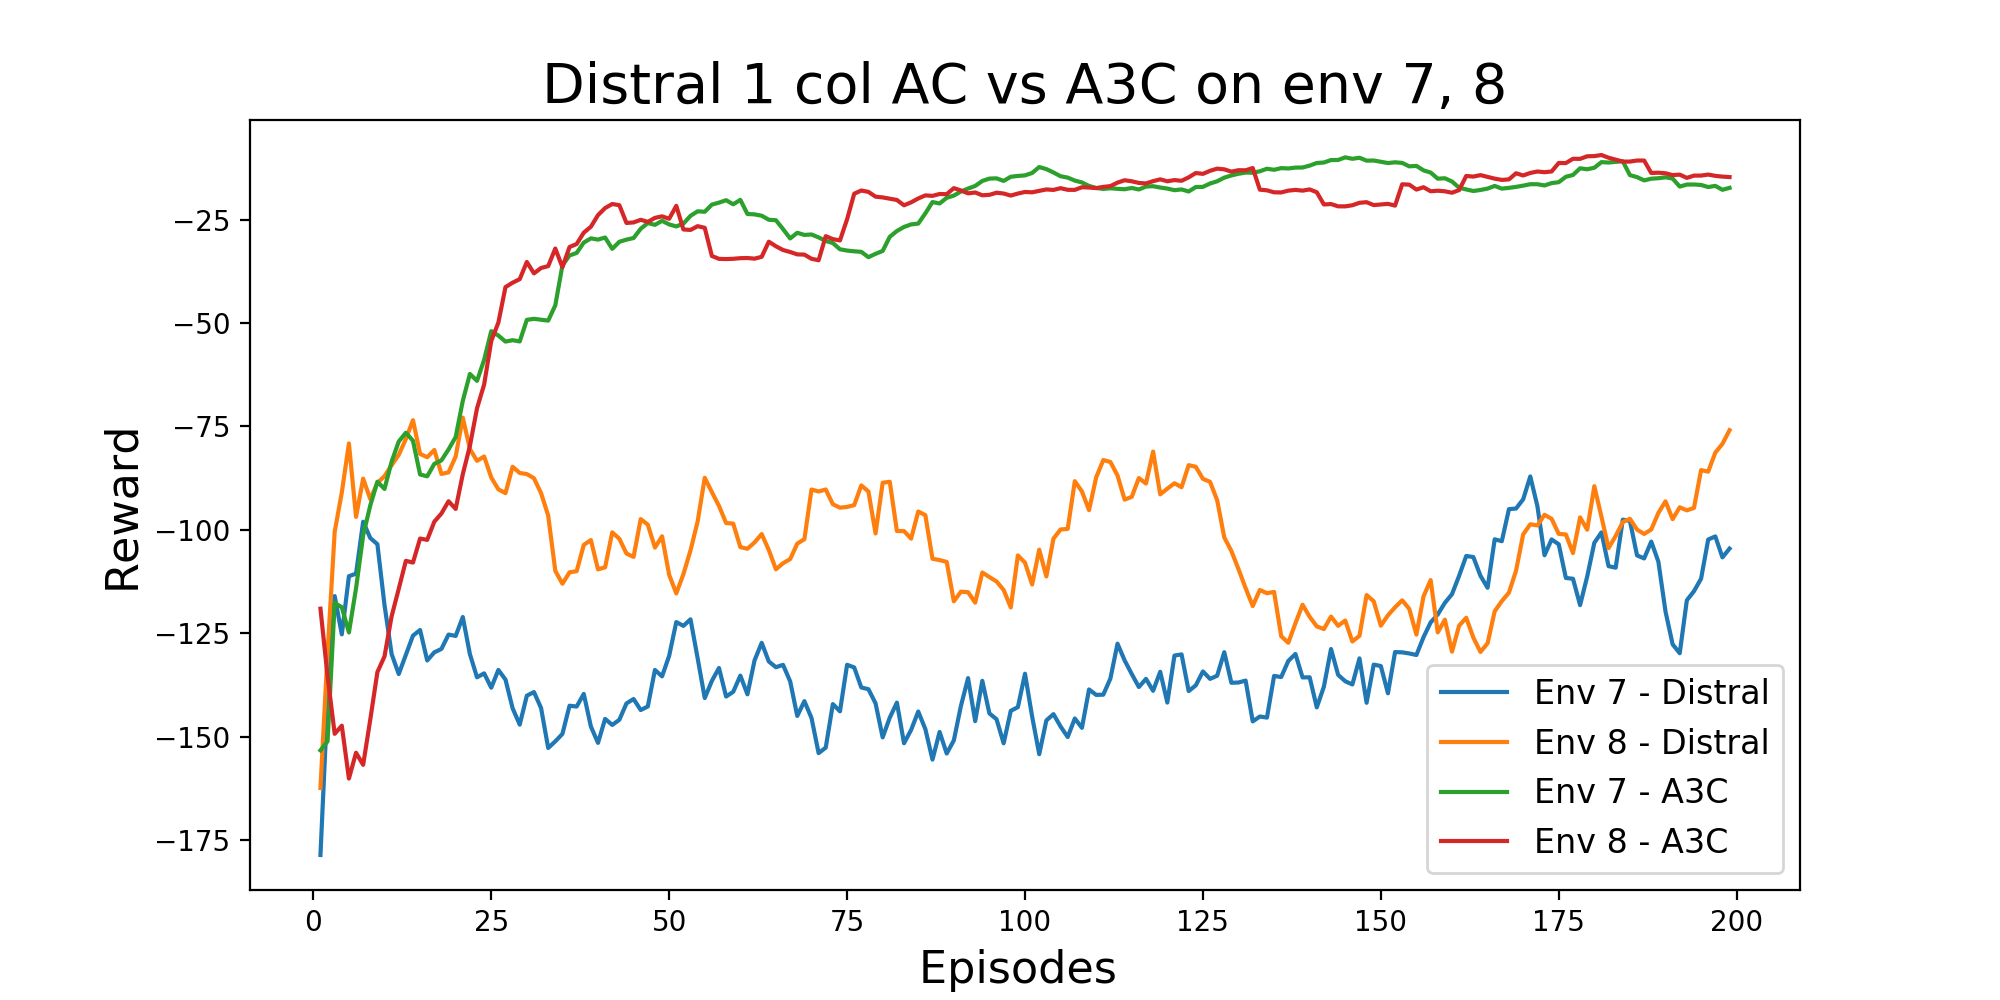 Distral 1 col AC vs A3C on env 7, 8
Reward
−25
−50
−75
−100
−125
−150
−175
0 25 50 75 100 125 150 175 200
Episodes
Env 7 - Distral
Env 8 - Distral
Env 7 - A3C
Env 8 - A3C